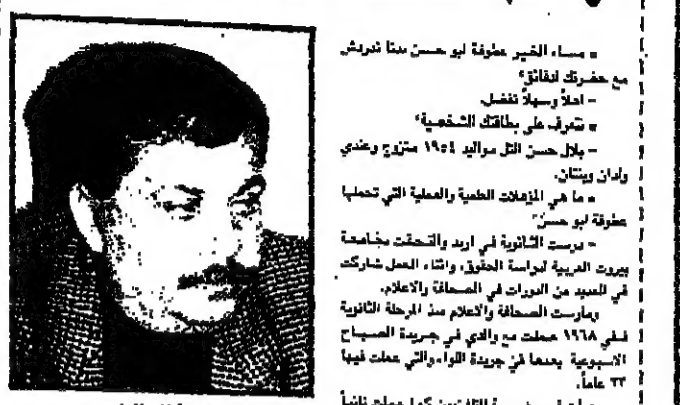 • مساء الخير عطوفة ابو حسن بدنا ندردش
مع حضرتك لدقائق؟
– اهلاً وسهلاً تفضل.
• نتعرف على بطاقتك الشخصية؟
– بلال حسن التل مواليد ١٩٥٤ متزوج وعندي
ولدان وبنتان.
• ما هي المؤهلات العلمية والعملية التي تحملها
عطوفة ابو حسن؟
– درست الثانوية في اربد والتحقت بجامعة
بيروت العربية لدراسة الحقوق، واثناء العمل شاركت
في العديد من الدورات في الصحافة والاعلام.
ومارست الصحافة والاعلام منذ المرحلة الثانوية
ففي ١٩٦٨ عملت مع والدي في جريدة الصباح
الاسبوعية بعدها في جريدة اللواء والتي عملت فيها
٢٣ عاماً.